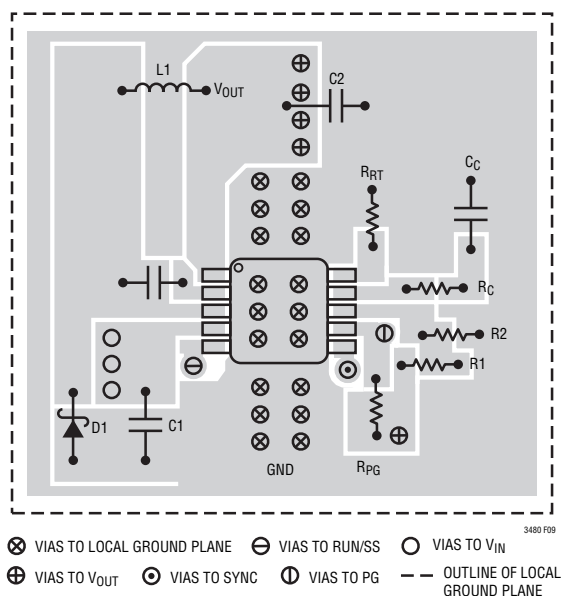 L1
VOUT
C2
RRT
CC
RC
R2
R1
D1
C1
GND
RPG
3480 F09
VIAS TO LOCAL GROUND PLANE
VIAS TO RUN/SS
VIAS TO VIN
VIAS TO VOUT
VIAS TO SYNC
VIAS TO PG
OUTLINE OF LOCAL
GROUND PLANE